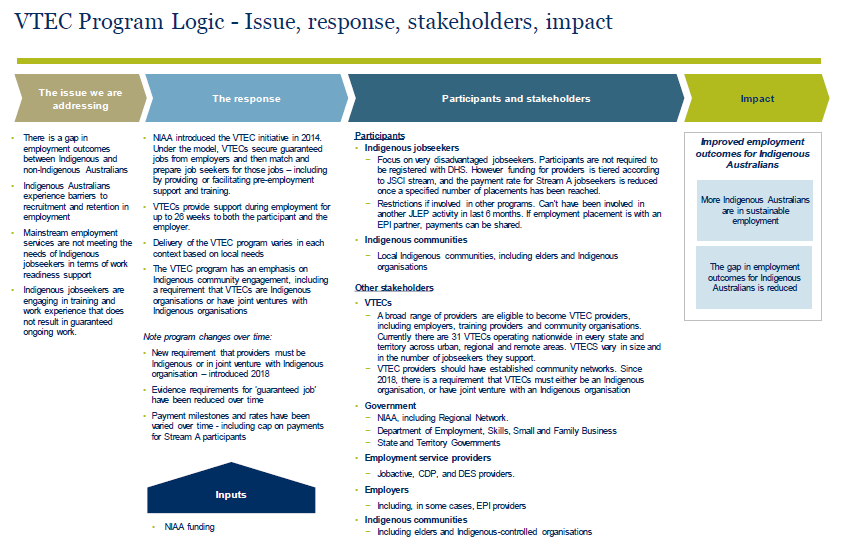 VTEC Program Logic - Issue, response, stakeholders, impact
The issue we are
addressing
The response
Participants and stakeholders
Impact
• There is a gap in
employment outcomes
between Indigenous and
non-Indigenous Australians
• Indigenous Australians
experience barriers to
recruitment and retention in
employment
• Mainstream employment
services are not meeting the
needs of Indigenous
jobseekers in terms of work
readiness support
• Indigenous jobseekers are
engaging in training and
work experience that does
not result in guaranteed
ongoing work.
• NIAA introduced the VTEC initiative in 2014.
Under the model, VTECs secure guaranteed
jobs from employers and then match and
prepare job seekers for those jobs – including
by providing or facilitating pre-employment
support and training.
• VTECs provide support during employment for
up to 26 weeks to both the participant and the
employer.
• Delivery of the VTEC program varies in each
context based on local needs
• The VTEC program has an emphasis on
Indigenous community engagement, including
a requirement that VTECs are Indigenous
organisations or have joint ventures with
Indigenous organisations
Note program changes over time:
• New requirement that providers must be
Indigenous or in joint venture with Indigenous
organisation – introduced 2018
• Evidence requirements for ‘guaranteed job’
have been reduced over time
• Payment milestones and rates have been
varied over time - including cap on payments
for Stream A participants
Inputs
• NIAA funding
Participants
• Indigenous jobseekers
– Focus on very disadvantaged jobseekers. Participants are not required to
be registered with DHS. However funding for providers is tiered according
to JSCI stream, and the payment rate for Stream A jobseekers is reduced
once a specified number of placements has been reached.
– Restrictions if involved in other programs. Can’t have been involved in
another JLEP activity in last 6 months. If employment placement is with an
EPI partner, payments can be shared.
• Indigenous communities
– Local Indigenous communities, including elders and Indigenous
organisations
Other stakeholders
• VTECs
– A broad range of providers are eligible to become VTEC providers,
including employers, training providers and community organisations.
Currently there are 31 VTECs operating nationwide in every state and
territory across urban, regional and remote areas. VTECS vary in size and
in the number of jobseekers they support.
– VTEC providers should have established community networks. Since
2018, there is a requirement that VTECs must either be an Indigenous
organisation, or have joint venture with an Indigenous organisation
• Government
– NIAA, including Regional Network.
– Department of Employment, Skills, Small and Family Business
– State and Territory Governments
• Employment service providers
– Jobactive, CDP, and DES providers.
• Employers
– Including, in some cases, EPI providers
• Indigenous communities
– Including elders and Indigenous-controlled organisations
Improved employment
outcomes for Indigenous
Australians
More Indigenous Australians
are in sustainable
employment
The gap in employment
outcomes for Indigenous
Australians is reduced